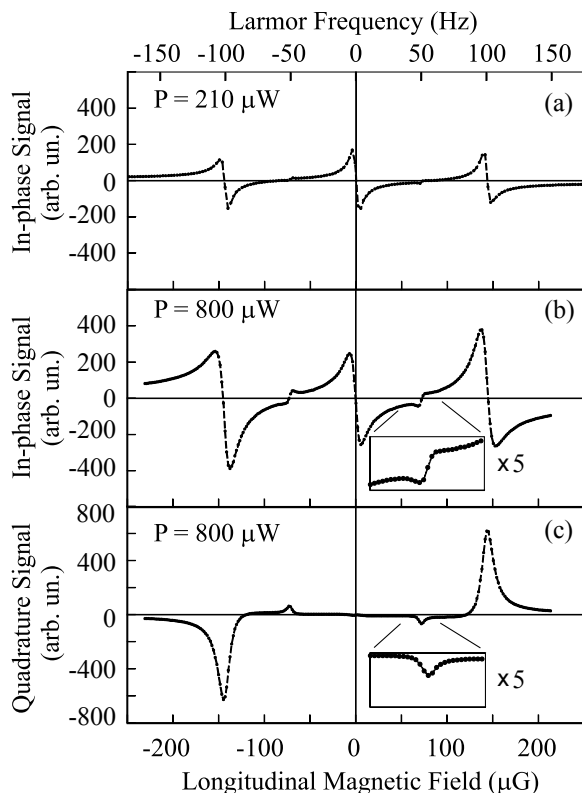 Larmor Frequency (Hz)
-150 -100 -50 0 50 100 150
P = 210 μW
(a)
In-phase Signal
(arb. un.)
400
200
0
-200
-400
P = 800 μW
(b)
In-phase Signal
(arb. un.)
400
200
0
-200
-400
x 5
P = 800 μW
(c)
Quadrature Signal
(arb. un.)
800
400
0
-400
-800
x 5
-200 -100 0 100 200
Longitudinal Magnetic Field (μG)